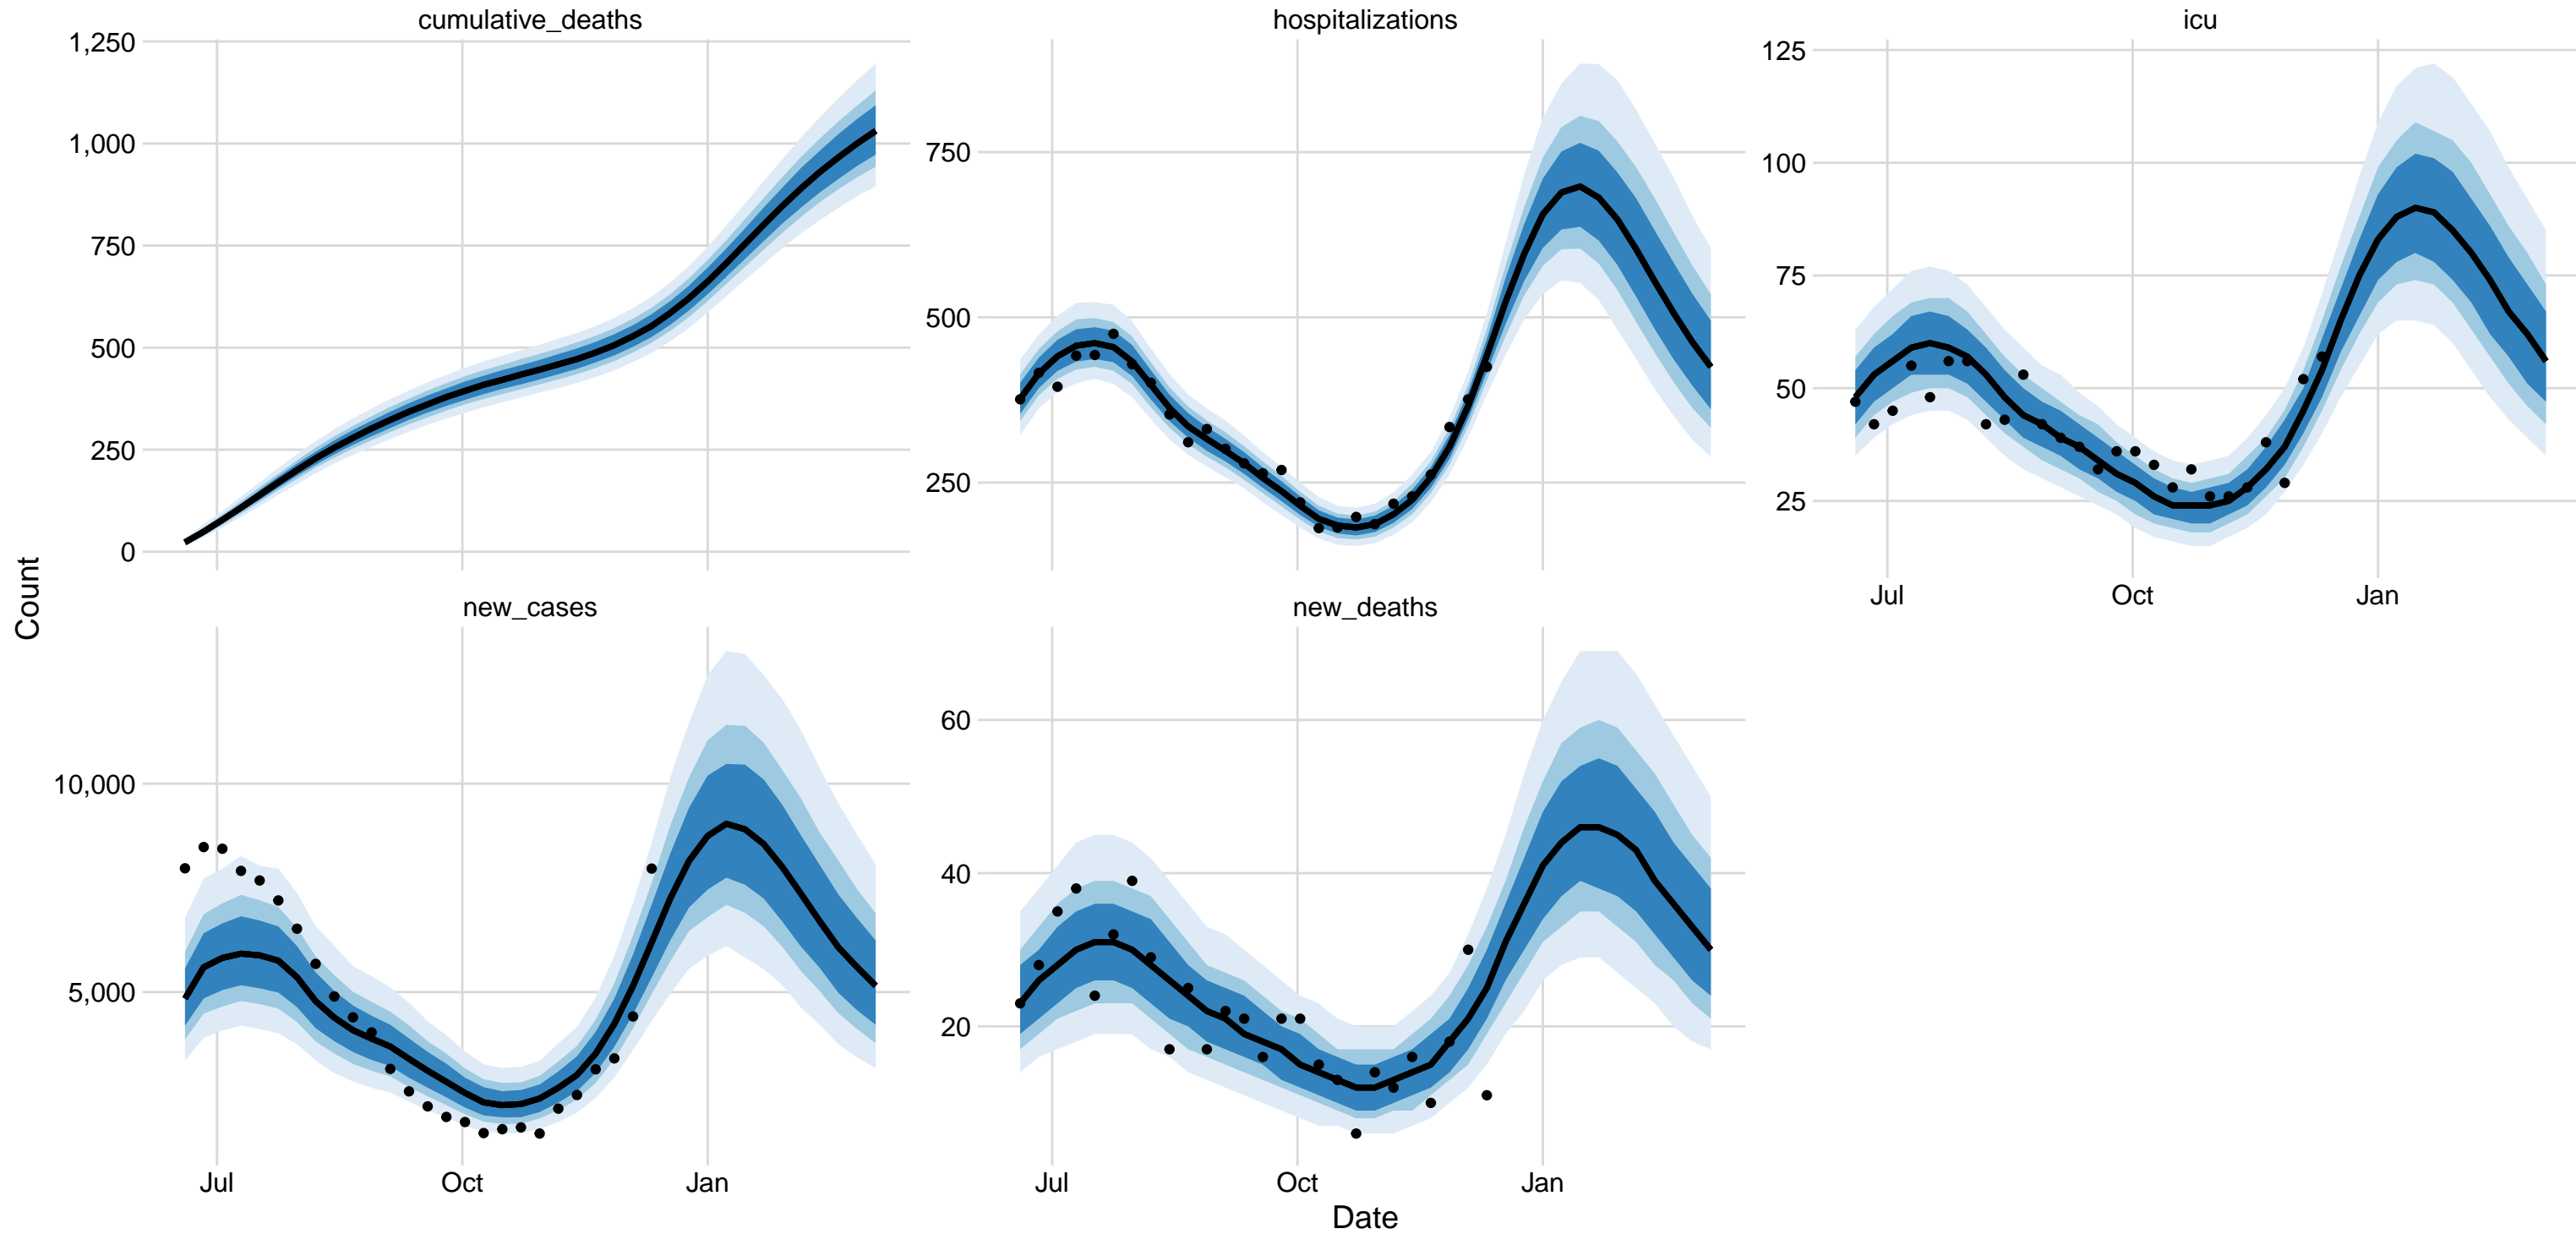 cumulative_deaths
hospitalizations
icu
1,250
1,000
750
500
250
0
750
500
250
125
100
75
50
25
Jul
Oct
Jan
Count
new_cases
new_deaths
10,000
5,000
60
40
20
Jul
Oct
Jan
Jul
Oct
Jan
Date